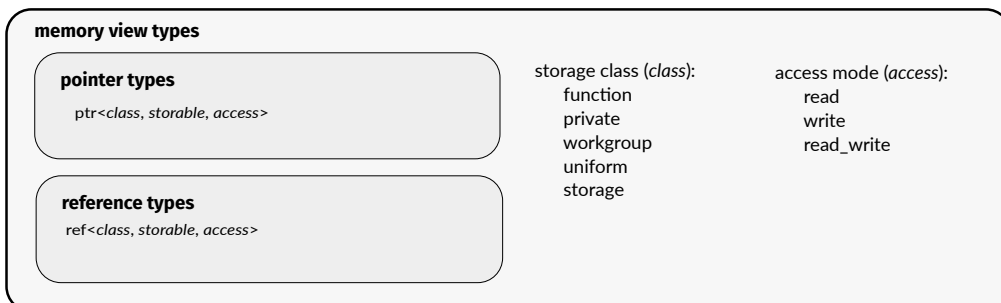 memory view types
pointer types
ptr<class, storable, access>
reference types
ref<class, storable, access>
storage class (class):
function
private
workgroup
uniform
storage
access mode (access):
read
write
read_write